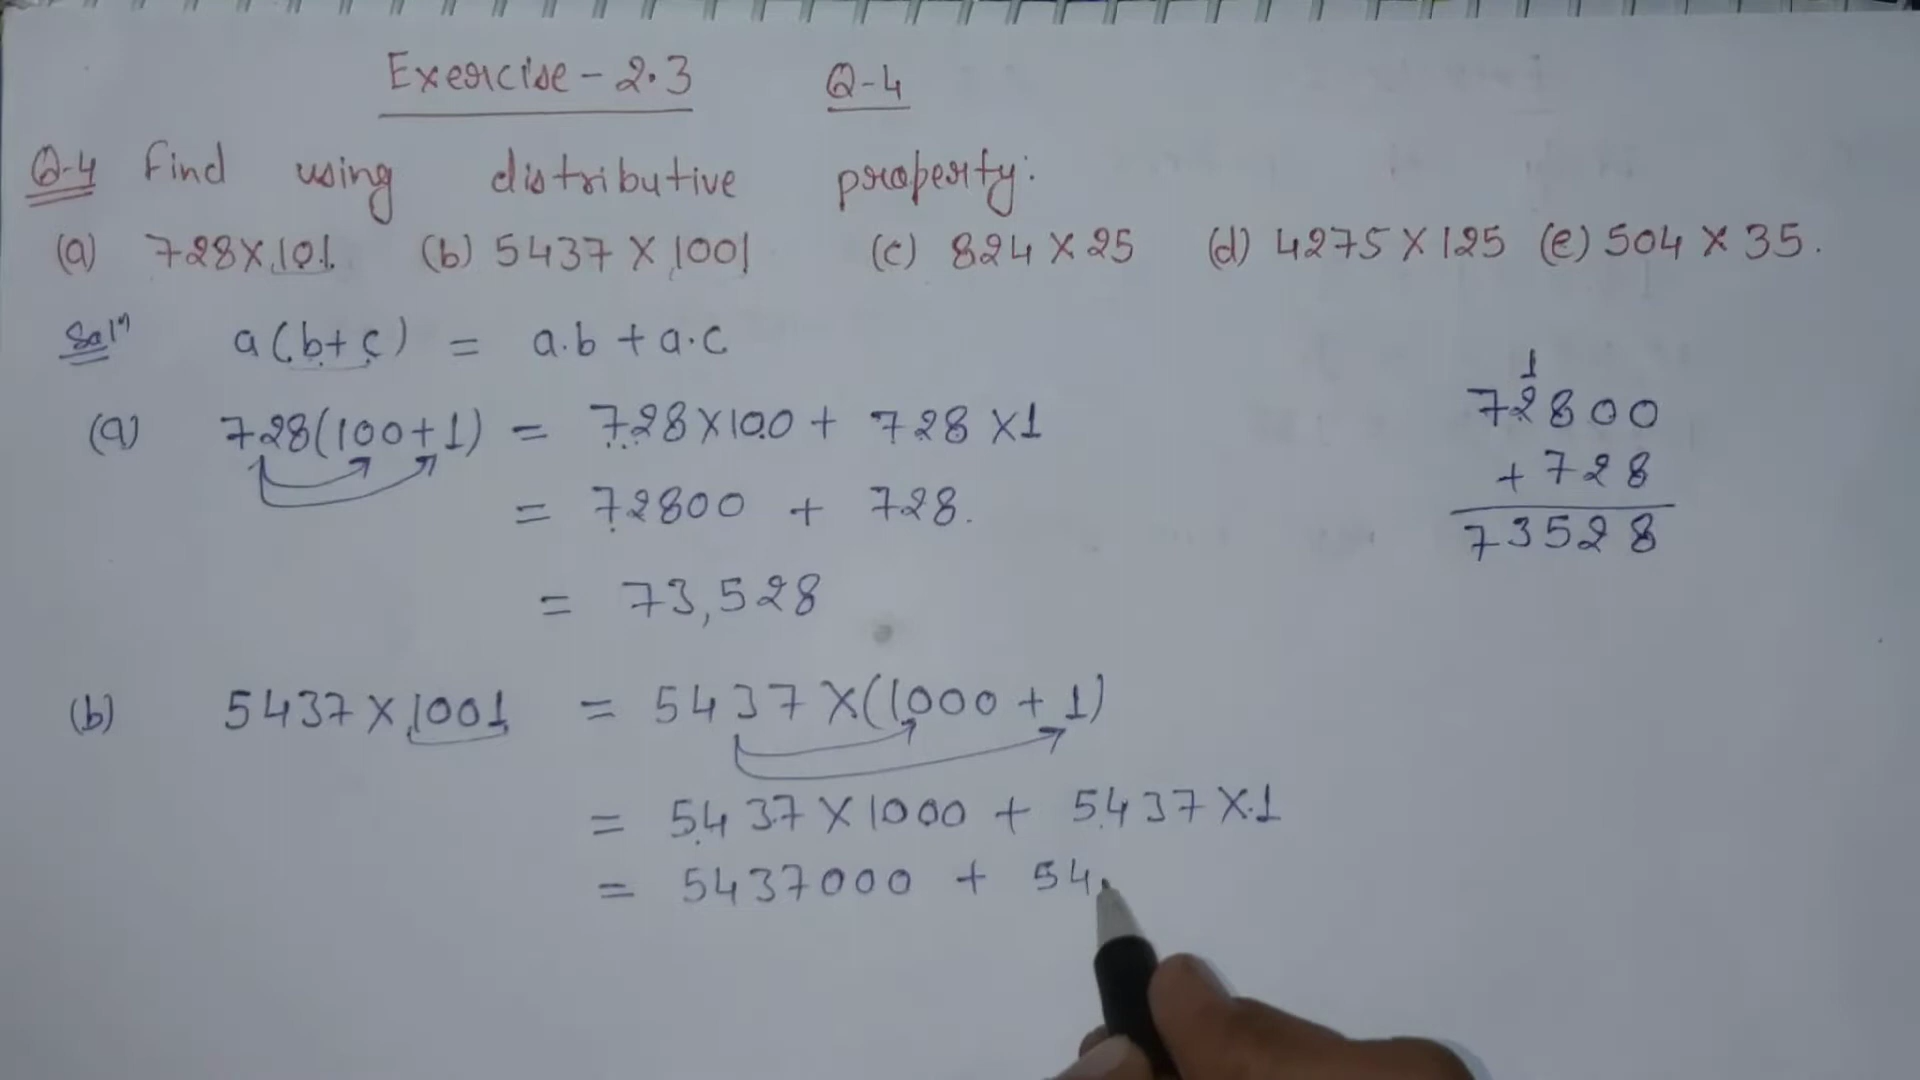 Exercise - 2.3 Q-4
Q-4 Find using distributive property:
(a) 728×101 (b) 5437 × 1001 (c) 824 × 25 (d) 4275 × 125 (e) 504 × 35.
Solⁿ a(b+c) = a.b + a.c
(a) 728(100+1) = 728×100 + 728 ×1
= 72800 + 728.
= 73,528
1
72800
+ 728
73528
(b) 5437 × 1001 = 5437 ×(1000 + 1)
= 5437 × 1000 + 5437 × 1
= 5437000 + 54